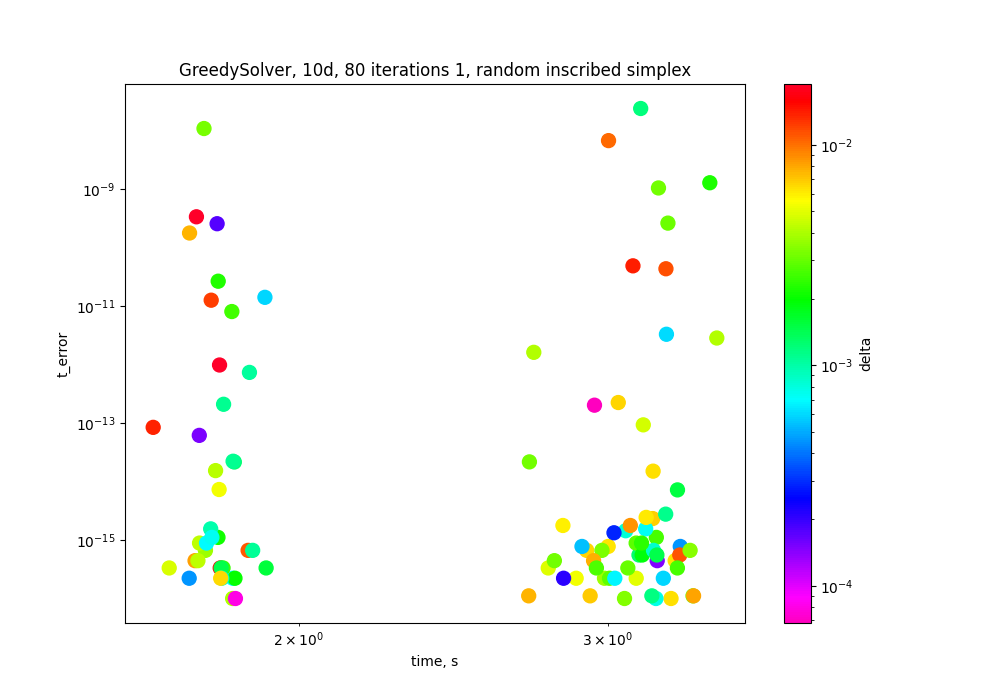 GreedySolver, 10d, 80 iterations 1, random inscribed simplex
t_error
10⁻⁹
10⁻¹¹
10⁻¹³
10⁻¹⁵
2 × 10⁰
3 × 10⁰
time, s
10⁻²
10⁻³
10⁻⁴
delta